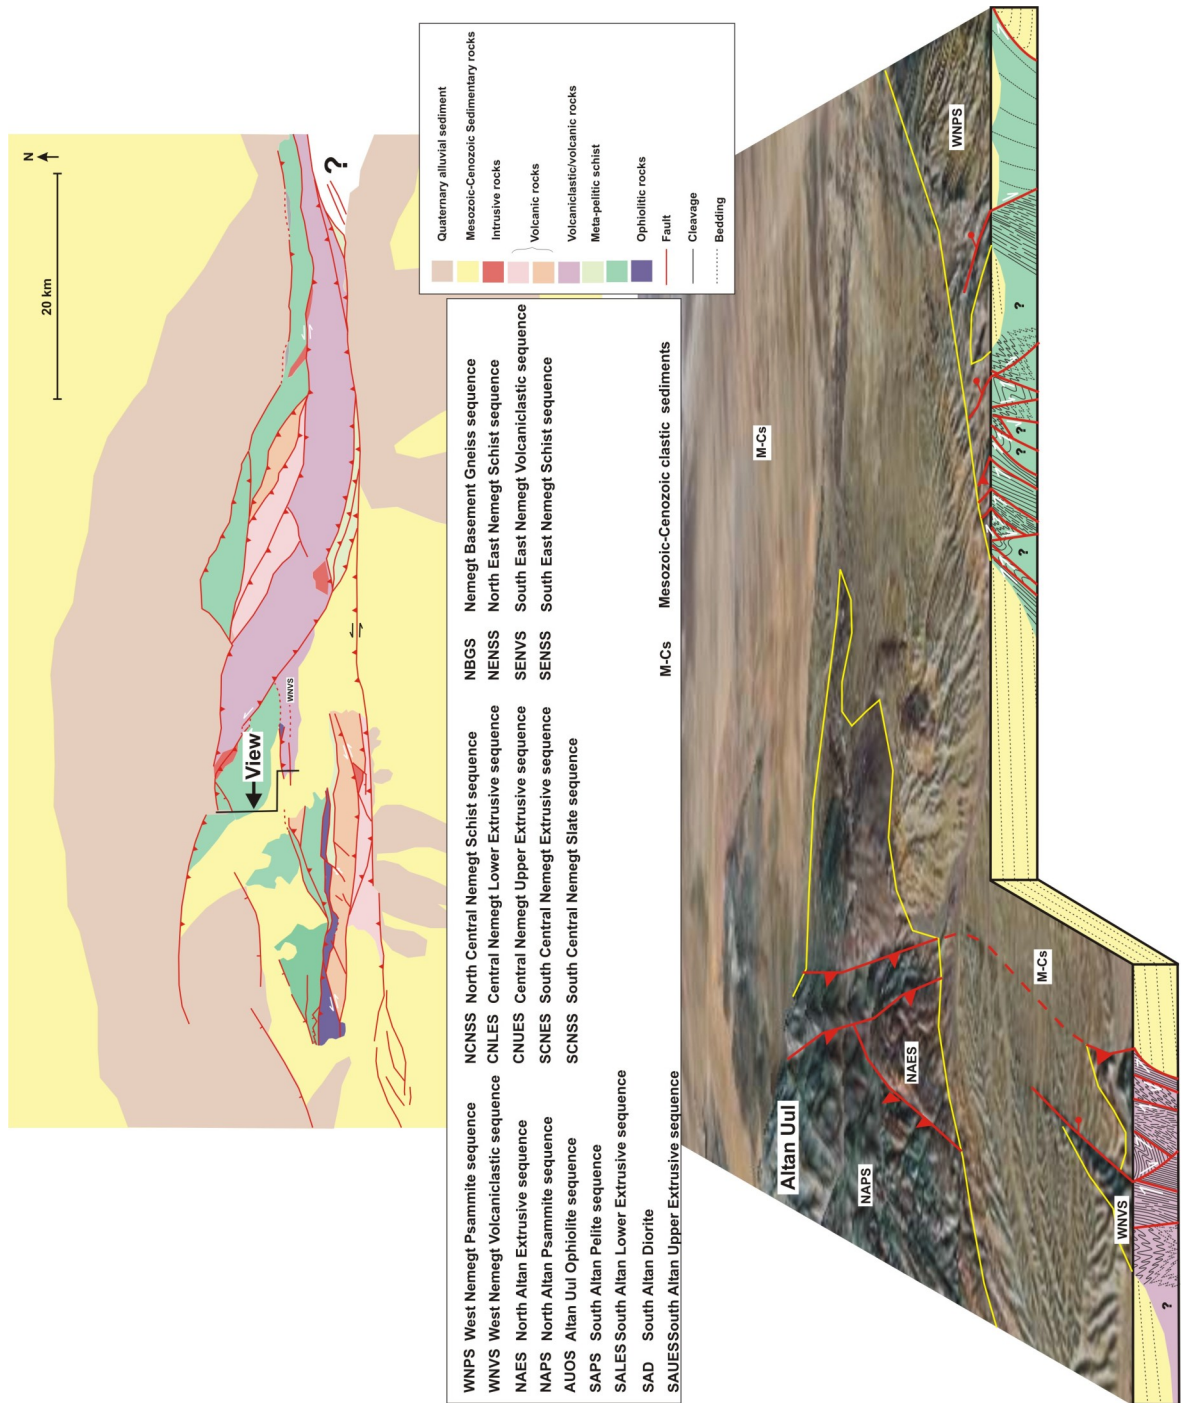 N
20 km
?
View
WNVS
Quaternary alluvial sediment
Mesozoic-Cenozoic Sedimentary rocks
Intrusive rocks
Volcanic rocks
Volcaniclastic/volcanic rocks
Meta-pelitic schist
Ophiolitic rocks
Fault
Cleavage
Bedding
WNPS West Nemegt Psammite sequence
WNVS West Nemegt Volcaniclastic sequence
NAES North Altan Extrusive sequence
NAPS North Altan Psammite sequence
AUOS Altan Uul Ophiolite sequence
SAPS South Altan Pelite sequence
SALES South Altan Lower Extrusive sequence
SAD South Altan Diorite
SAUES South Altan Upper Extrusive sequence
NCNSS North Central Nemegt Schist sequence
CNLES Central Nemegt Lower Extrusive sequence
CNUES Central Nemegt Upper Extrusive sequence
SCNES South Central Nemegt Extrusive sequence
SCNSS South Central Nemegt Slate sequence
NBGS Nemegt Basement Gneiss sequence
NENSS North East Nemegt Schist sequence
SENVS South East Nemegt Volcaniclastic sequence
SENSS South East Nemegt Schist sequence
M-Cs Mesozoic-Cenozoic clastic sediments
Altan Uul
NAPS
NAES
M-Cs
WNPS
M-Cs
WNVS
?
?
?
?
?